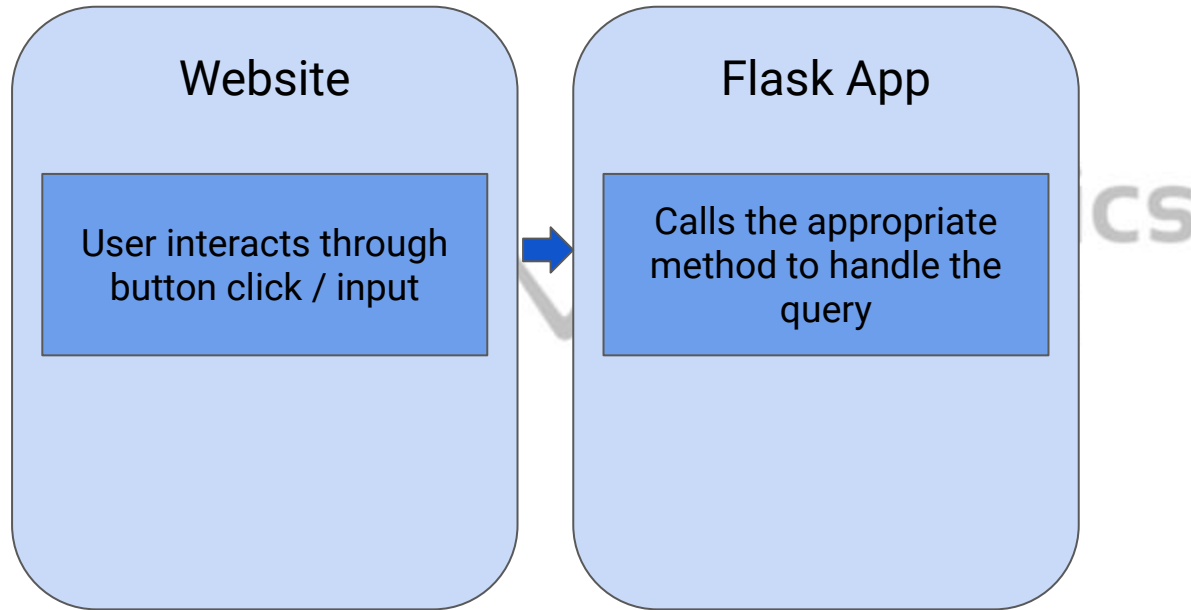 Website
Flask App
User interacts through
button click / input
Calls the appropriate
method to handle the
query